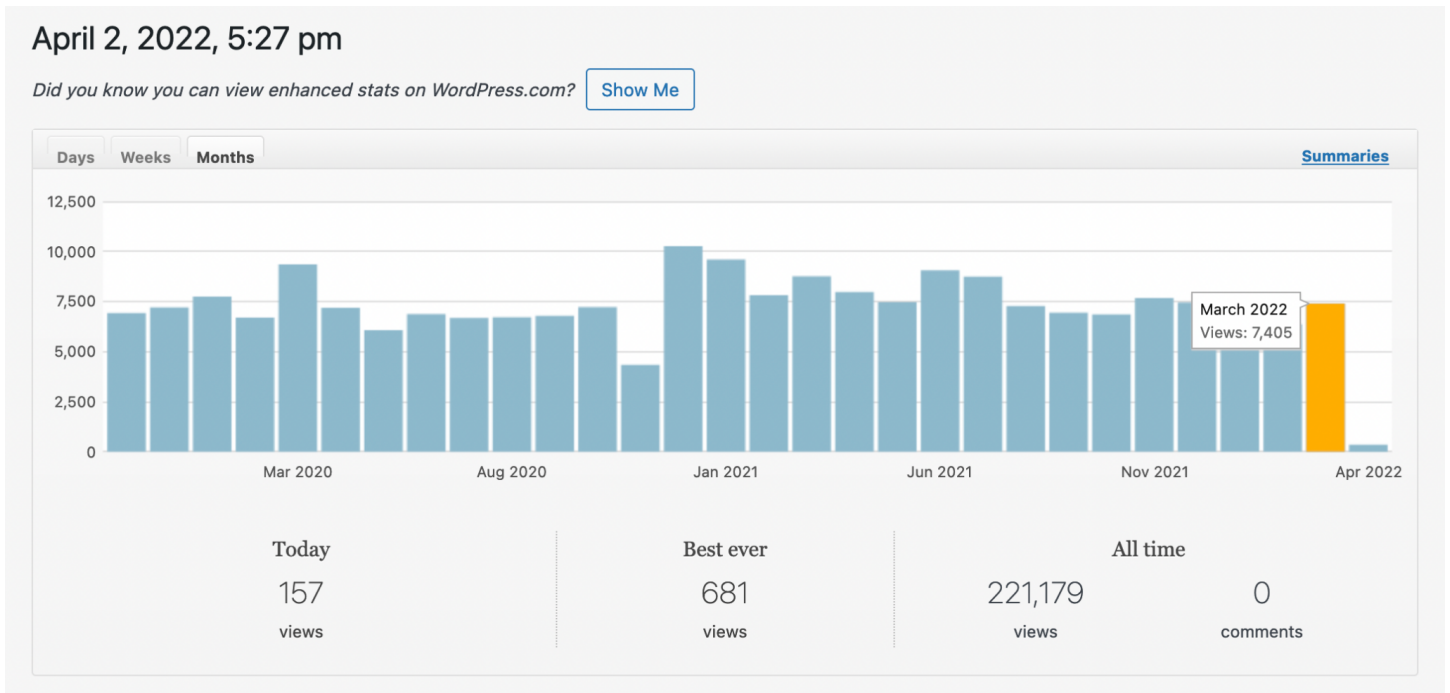 April 2, 2022, 5:27 pm
Did you know you can view enhanced stats on WordPress.com? Show Me
Days Weeks Months Summaries
12,500
10,000
7,500
5,000
2,500
0
March 2022
Views: 7,405
Mar 2020 Aug 2020 Jan 2021 Jun 2021 Nov 2021 Apr 2022
Today Best ever All time
157 681 221,179 0
views views views comments